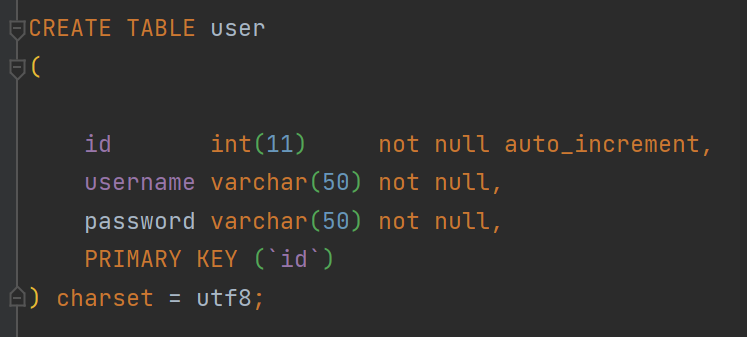 CREATE TABLE user
(
id int(11) not null auto_increment,
username varchar(50) not null,
password varchar(50) not null,
PRIMARY KEY (`id`)
) charset = utf8;